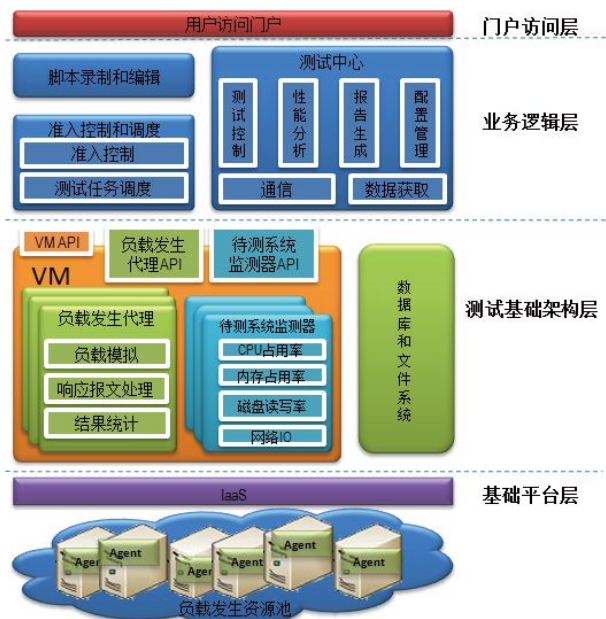 用户访问门户
门户访问层
脚本录制和编辑
测试中心
测试控制
性能分析
报告生成
配置管理
业务逻辑层
准入控制和调度
准入控制
测试任务调度
通信
数据获取
VM API
负载发生
代理API
待测系统
监测器API
VM
负载发生代理
负载模拟
响应报文处理
结果统计
待测系统监测器
CPU占用率
内存占用率
磁盘读写率
网络IO
数据库和文件系统
测试基础架构层
IaaS
基础平台层
Agent
Agent
Agent
Agent
Agent
Agent
负载发生资源池